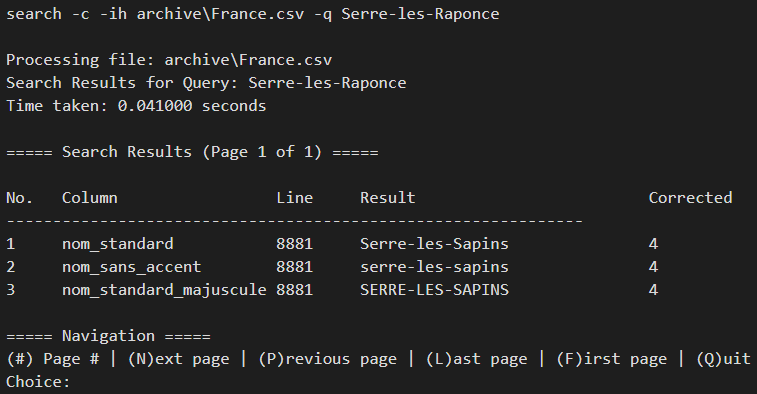 search -c -ih archive\France.csv -q Serre-les-Raponce
Processing file: archive\France.csv
Search Results for Query: Serre-les-Raponce
Time taken: 0.041000 seconds
===== Search Results (Page 1 of 1) =====
No. Column Line Result Corrected
--------------------------------------------------------------
1 nom_standard 8881 Serre-les-Sapins 4
2 nom_sans_accent 8881 serre-les-sapins 4
3 nom_standard_majuscule 8881 SERRE-LES-SAPINS 4
===== Navigation =====
(#) Page # | (N)ext page | (P)revious page | (L)ast page | (F)irst page | (Q)uit
Choice: